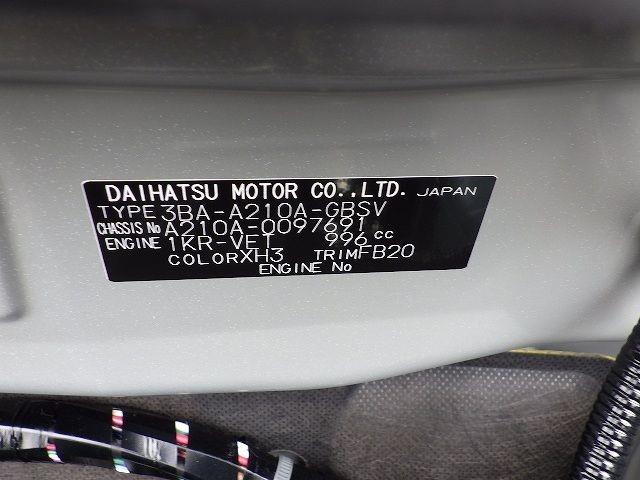 DAIHATSU MOTOR CO.,LTD. JAPAN
TYPE 3BA-A210A-GBSV
CHASSIS No A210A-0097691
ENGINE 1KR-VET 996 cc
COLOR XH3 TRIM FB20
ENGINE No